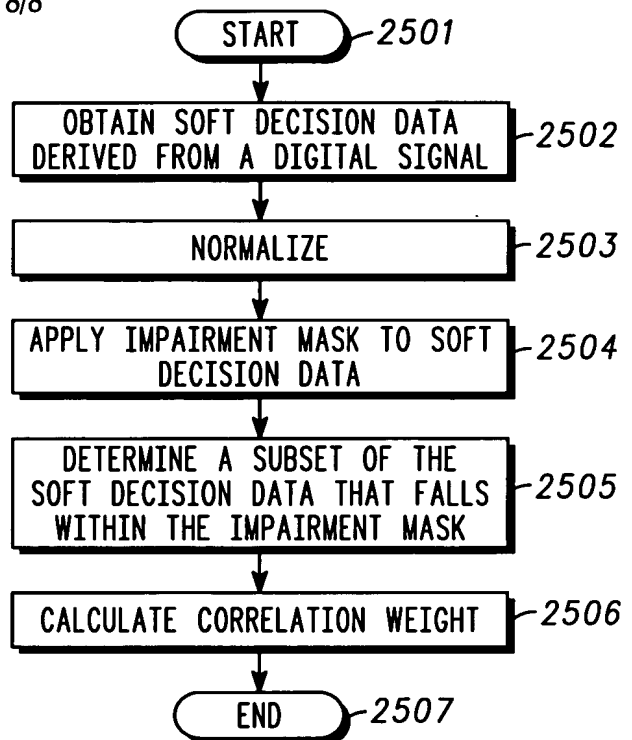 8/8
START 2501
OBTAIN SOFT DECISION DATA
DERIVED FROM A DIGITAL SIGNAL 2502
NORMALIZE 2503
APPLY IMPAIRMENT MASK TO SOFT
DECISION DATA 2504
DETERMINE A SUBSET OF THE
SOFT DECISION DATA THAT FALLS
WITHIN THE IMPAIRMENT MASK 2505
CALCULATE CORRELATION WEIGHT 2506
END 2507